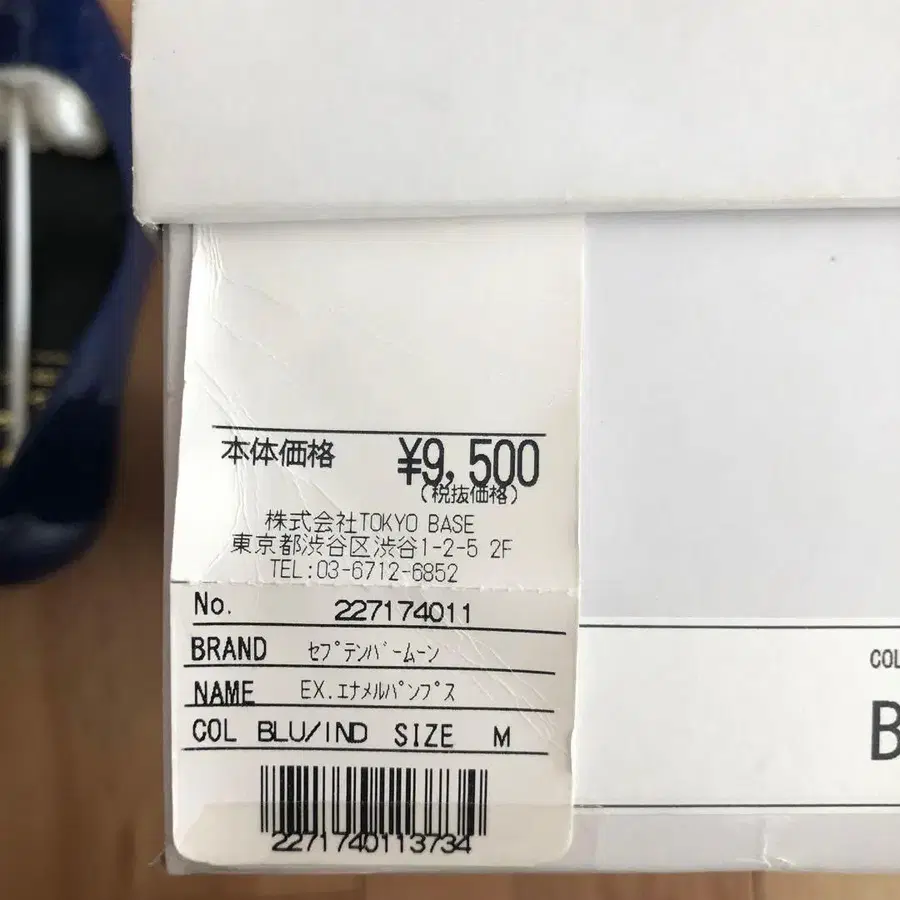 本体価格 ¥9,500
(税抜価格)
株式会社TOKYO BASE
東京都渋谷区渋谷1-2-5 2F
TEL:03-6712-6852
No. 227174011
BRAND ｾﾌﾟﾃﾝﾊﾞｰﾑｰﾝ
NAME EX.ｴﾅﾒﾙﾊﾟﾝﾌﾟｽ
COL BLU/IND SIZE M
2271740113734
COL
B